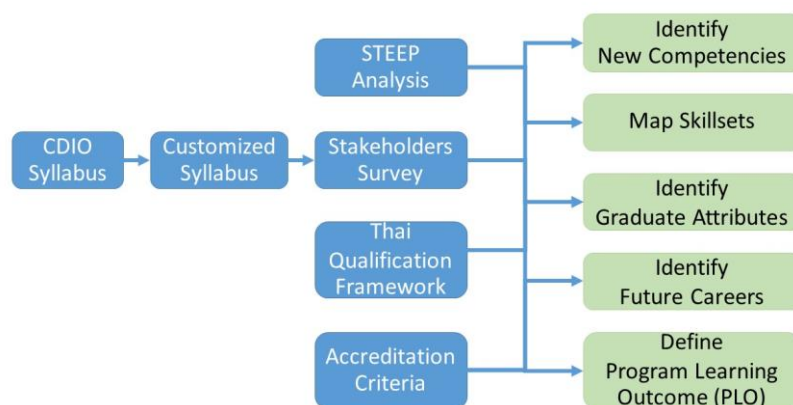 STEEP
Analysis
CDIO
Syllabus
Customized
Syllabus
Stakeholders
Survey
Thai
Qualification
Framework
Accreditation
Criteria
Identify
New Competencies
Map Skillsets
Identify
Graduate Attributes
Identify
Future Careers
Define
Program Learning
Outcome (PLO)